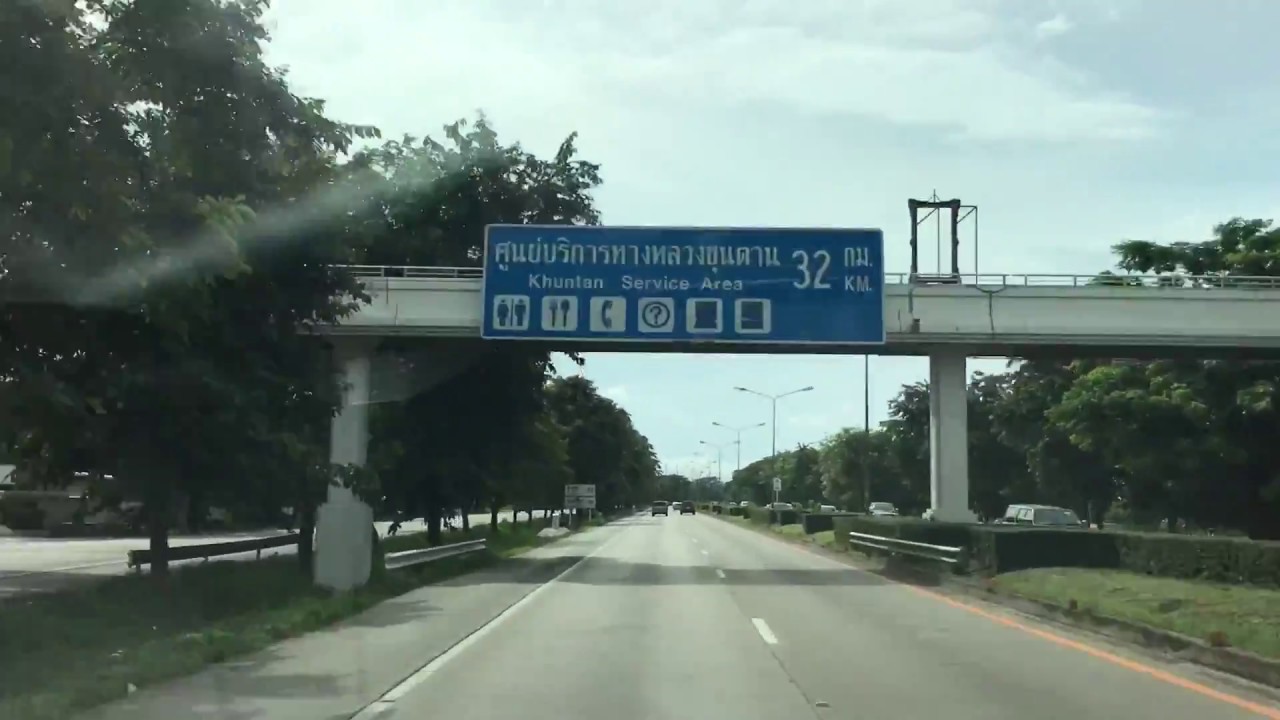 ศูนย์บริการทางหลวงขุนตาน 32 กม.
Khuntan Service Area KM.
?